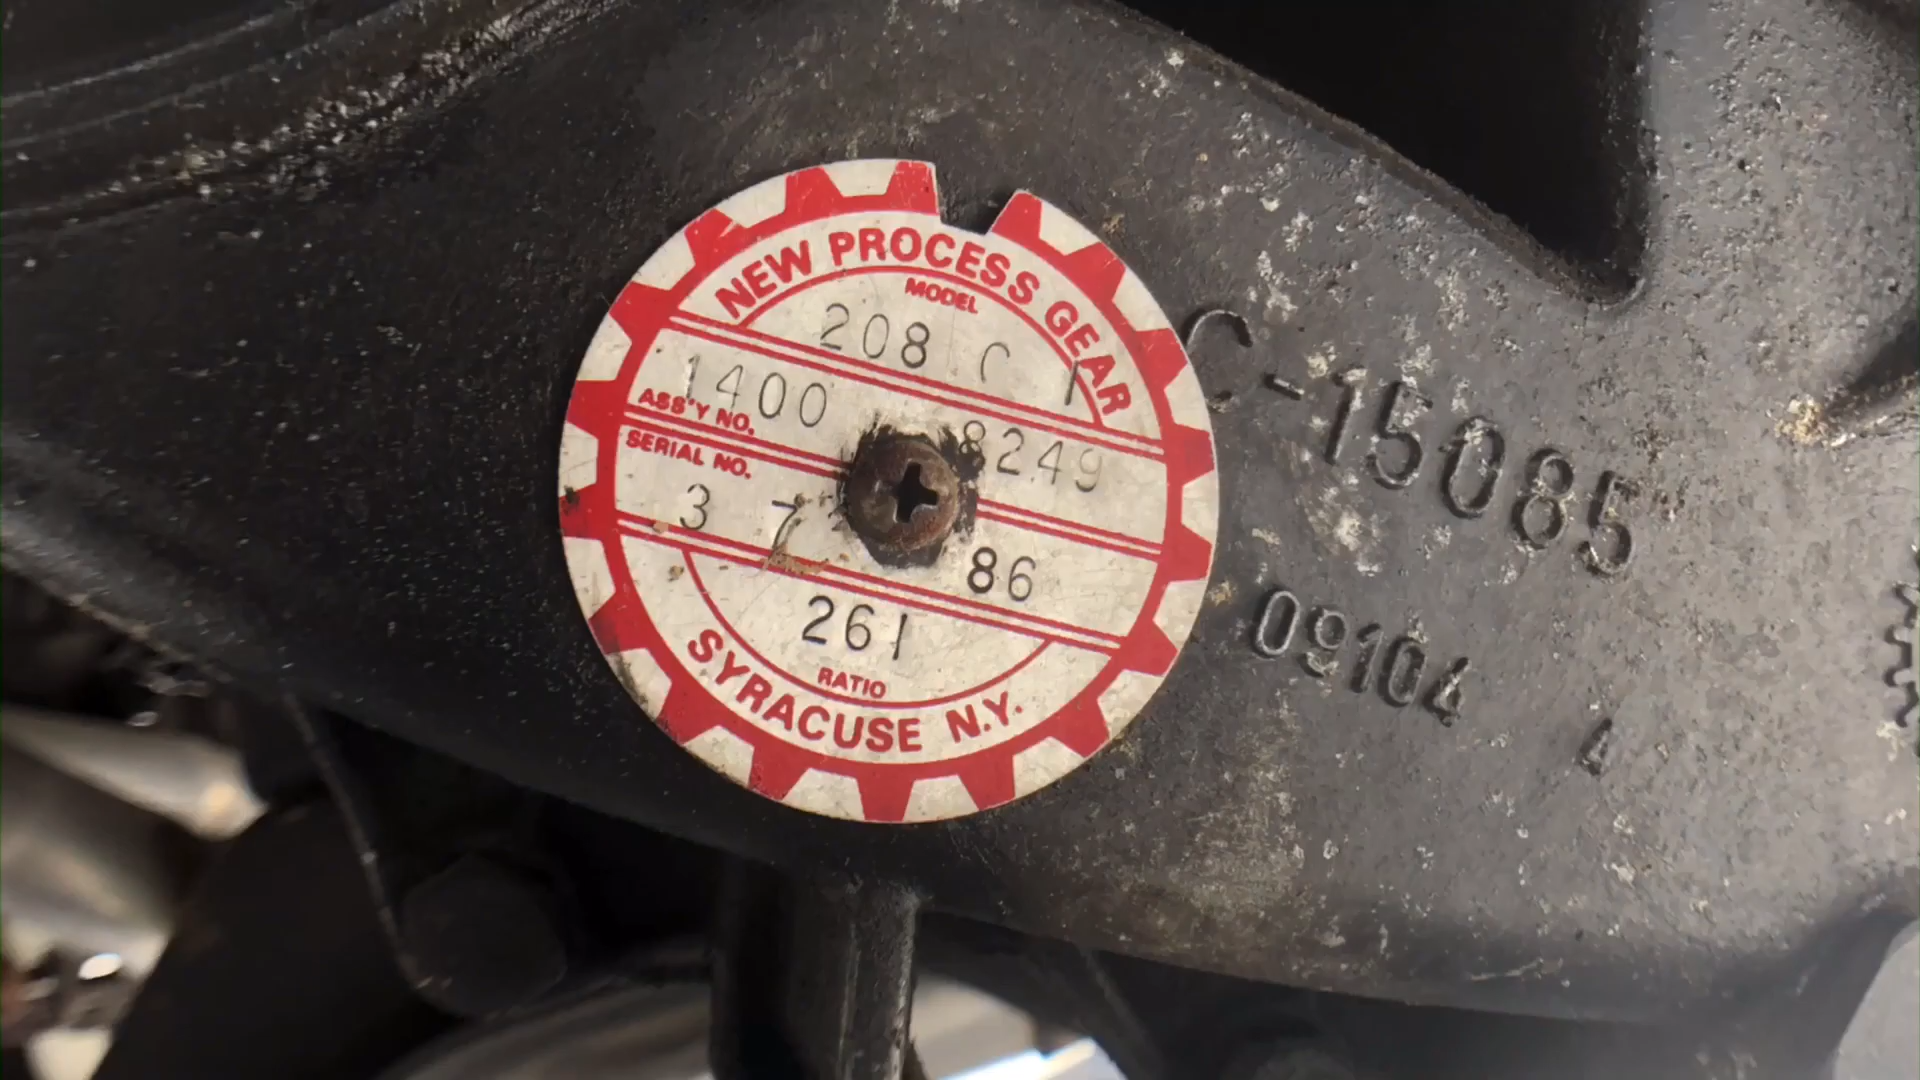 NEW PROCESS GEAR
MODEL
208 C I
1400 8249
ASS'Y NO.
SERIAL NO.
3 7 86
261
RATIO
SYRACUSE N.Y.
C-15085
09104 4